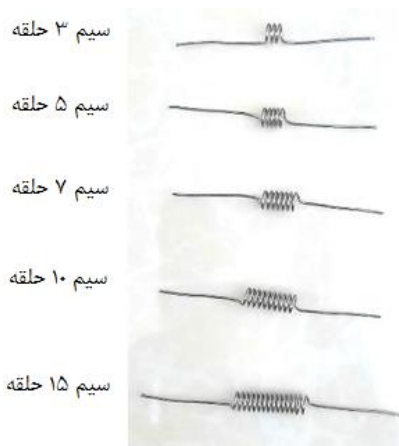 سیم ۳ حلقه
سیم ۵ حلقه
سیم ۷ حلقه
سیم ۱۰ حلقه
سیم ۱۵ حلقه